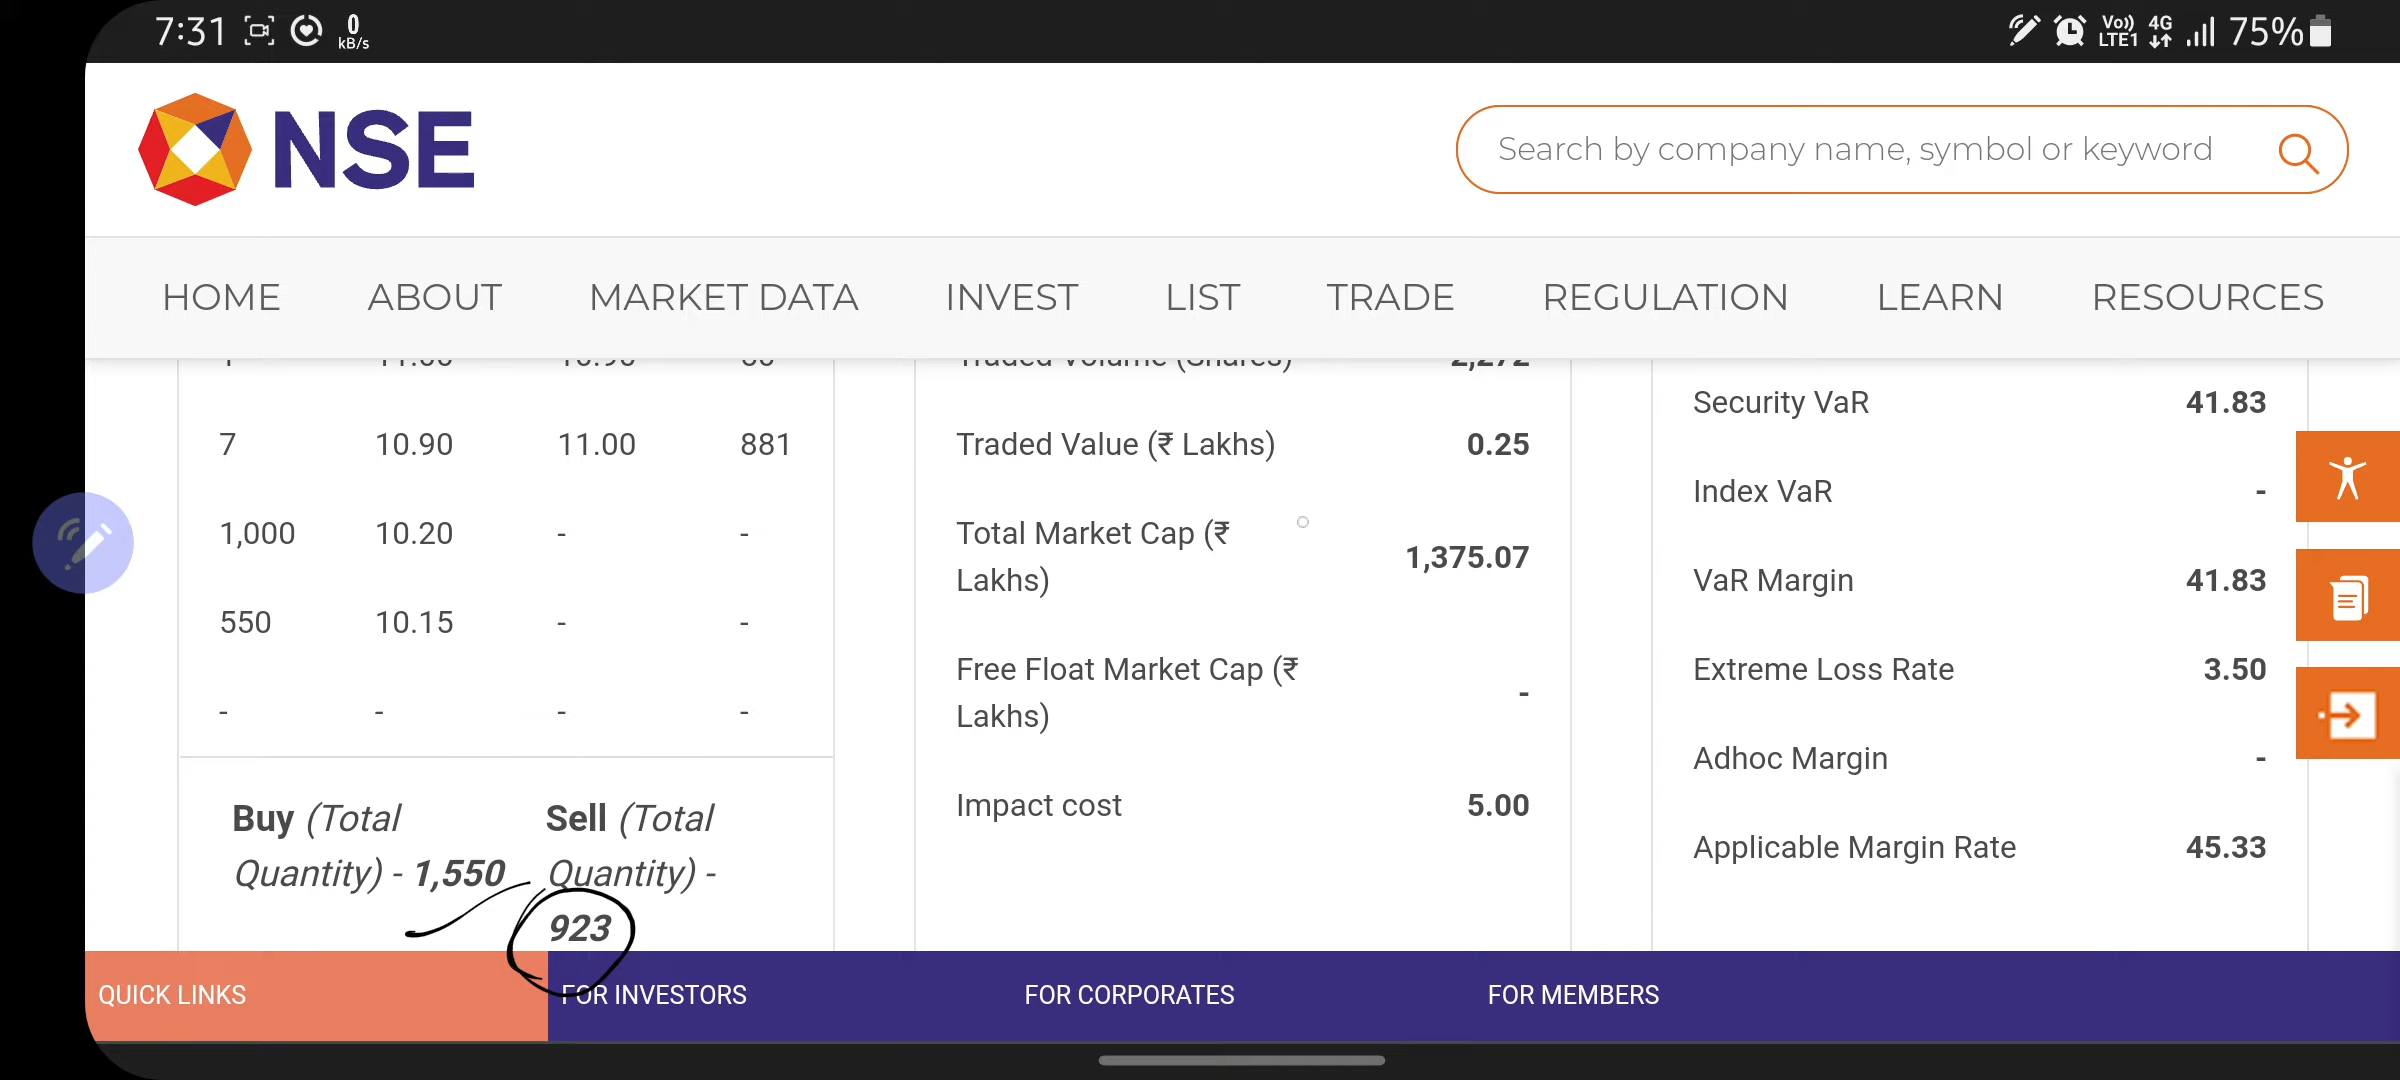 7:31 0 kB/s Vo)) LTE1 4G 75%
NSE
Search by company name, symbol or keyword
HOME ABOUT MARKET DATA INVEST LIST TRADE REGULATION LEARN RESOURCES
Traded Volume (Shares) 2,272
7 10.90 11.00 881
1,000 10.20 - -
550 10.15 - -
- - - -
Buy (Total
Quantity) - 1,550
Sell (Total
Quantity) -
923
Traded Value (₹ Lakhs) 0.25
Total Market Cap (₹
Lakhs) 1,375.07
Free Float Market Cap (₹
Lakhs) -
Impact cost 5.00
Security VaR 41.83
Index VaR -
VaR Margin 41.83
Extreme Loss Rate 3.50
Adhoc Margin -
Applicable Margin Rate 45.33
QUICK LINKS FOR INVESTORS FOR CORPORATES FOR MEMBERS